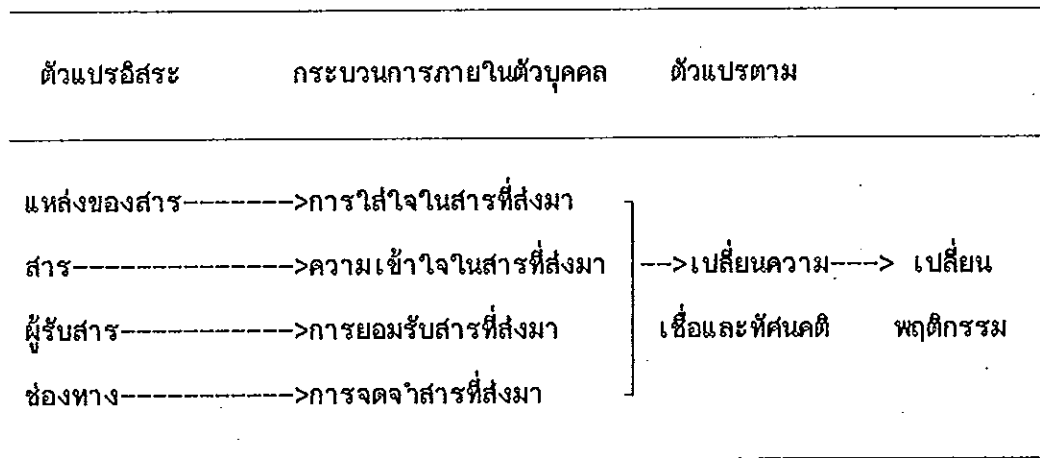 ตัวแปรอิสระ กระบวนการภายในตัวบุคคล ตัวแปรตาม
แหล่งของสาร------->การใส่ใจในสารที่ส่งมา
สาร------------->ความเข้าใจในสารที่ส่งมา -->เปลี่ยนความ---> เปลี่ยน
ผู้รับสาร---------->การยอมรับสารที่ส่งมา เชื่อและทัศนคติ พฤติกรรม
ช่องทาง----------->การจดจำสารที่ส่งมา